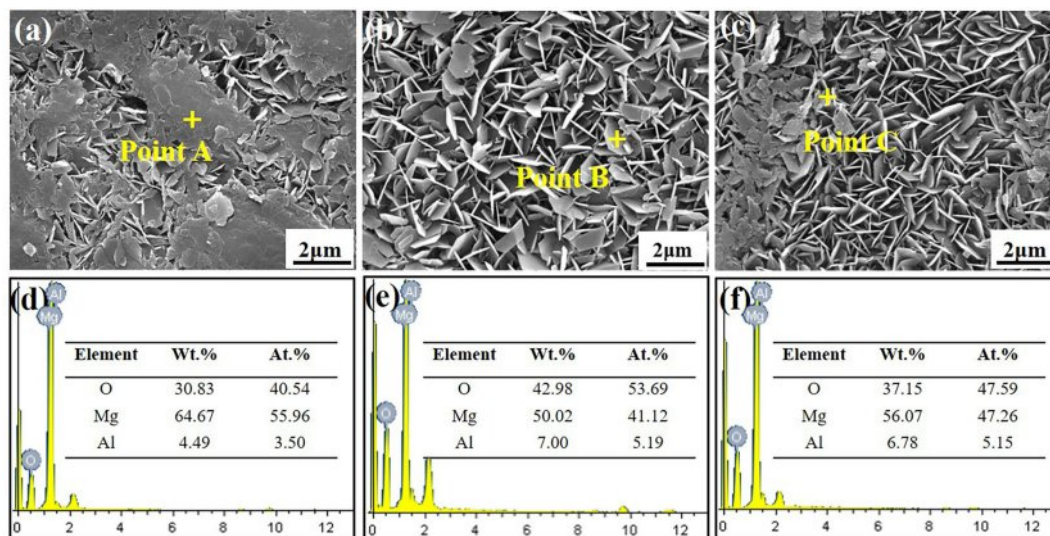 (a)
Point A
2μm
(b)
Point B
2μm
(c)
Point C
2μm
(d)
Al
Mg
O
Element Wt.% At.%
O 30.83 40.54
Mg 64.67 55.96
Al 4.49 3.50
0 2 4 6 8 10 12
(e)
Al
Mg
O
Element Wt.% At.%
O 42.98 53.69
Mg 50.02 41.12
Al 7.00 5.19
0 2 4 6 8 10 12
(f)
Al
Mg
O
Element Wt.% At.%
O 37.15 47.59
Mg 56.07 47.26
Al 6.78 5.15
0 2 4 6 8 10 12